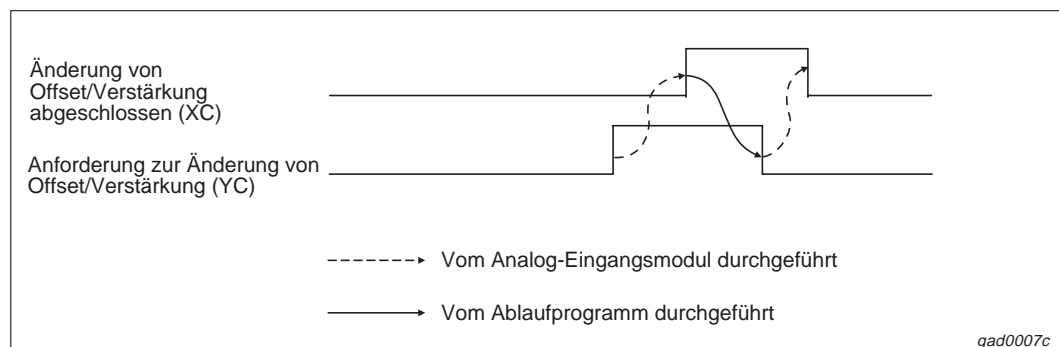 Änderung von
Offset/Verstärkung
abgeschlossen (XC)
Anforderung zur Änderung von
Offset/Verstärkung (YC)
Vom Analog-Eingangsmodul durchgeführt
Vom Ablaufprogramm durchgeführt
qad0007c